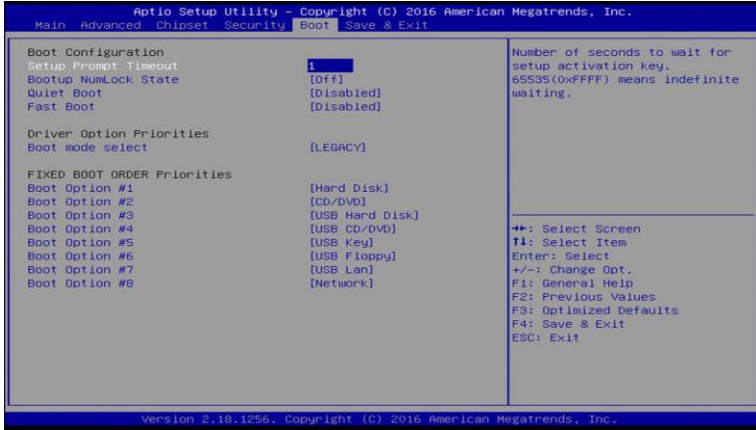 Aptio Setup Utility – Copyright (C) 2016 American Megatrends, Inc.
Main Advanced Chipset Security Boot Save & Exit
Boot Configuration
Setup Prompt Timeout 1
Bootup NumLock State [Off]
Quiet Boot [Disabled]
Fast Boot [Disabled]
Driver Option Priorities
Boot mode select [LEGACY]
FIXED BOOT ORDER Priorities
Boot Option #1 [Hard Disk]
Boot Option #2 [CD/DVD]
Boot Option #3 [USB Hard Disk]
Boot Option #4 [USB CD/DVD]
Boot Option #5 [USB Key]
Boot Option #6 [USB Floppy]
Boot Option #7 [USB Lan]
Boot Option #8 [Network]
Number of seconds to wait for
setup activation key.
65535(0xFFFF) means indefinite
waiting.
→←: Select Screen
↑↓: Select Item
Enter: Select
+/-: Change Opt.
F1: General Help
F2: Previous Values
F3: Optimized Defaults
F4: Save & Exit
ESC: Exit
Version 2.18.1256. Copyright (C) 2016 American Megatrends, Inc.